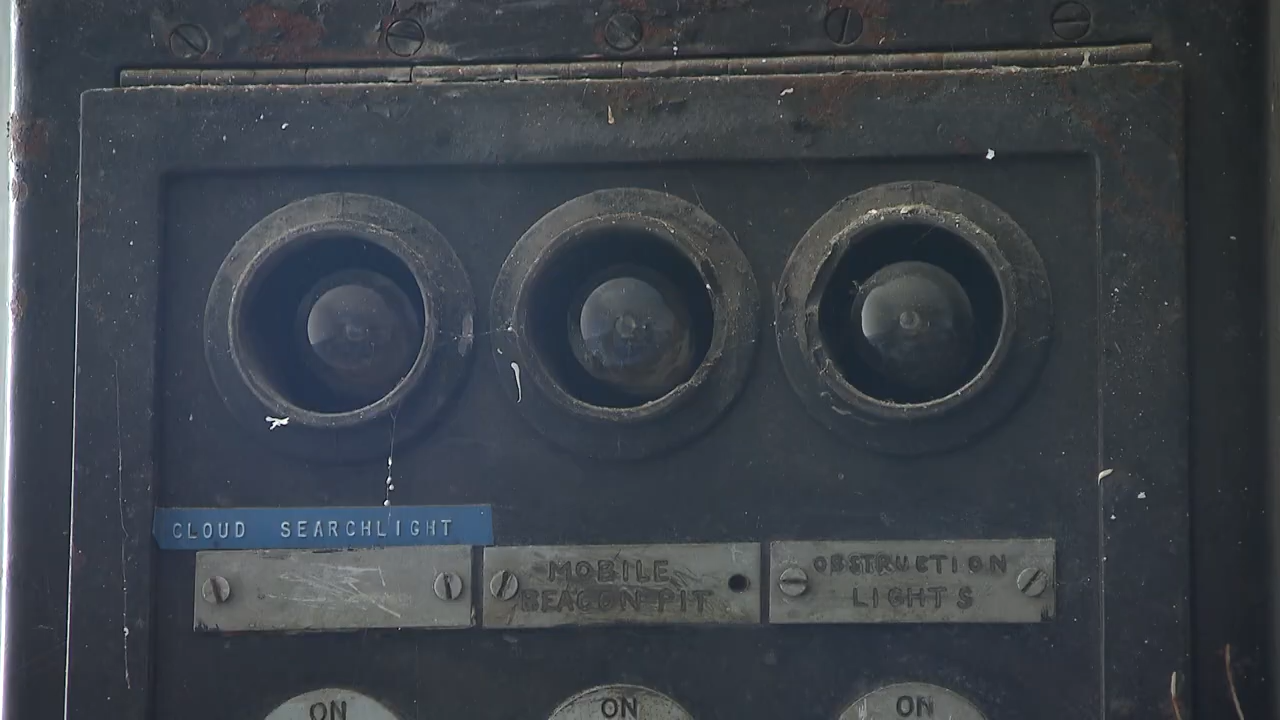 CLOUD SEARCHLIGHT
MOBILE
BEACON PIT
OBSTRUCTION
LIGHTS
ON
ON
ON